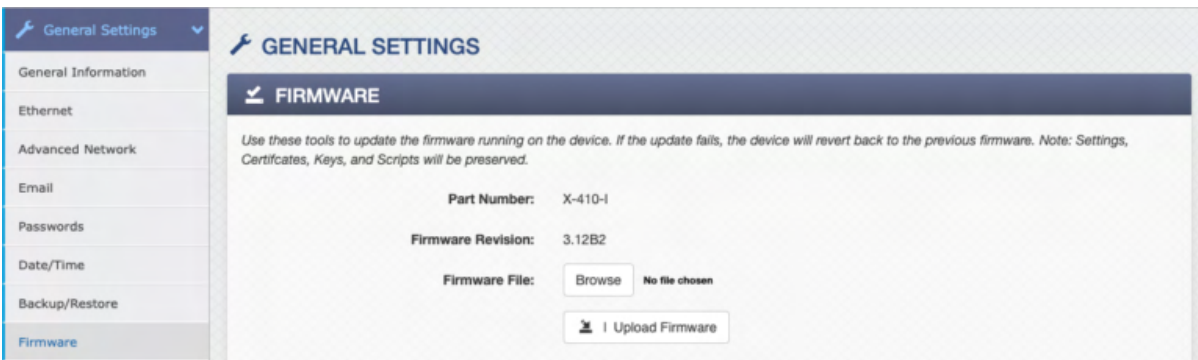 General Settings
General Information
Ethernet
Advanced Network
Email
Passwords
Date/Time
Backup/Restore
Firmware
GENERAL SETTINGS
FIRMWARE
Use these tools to update the firmware running on the device. If the update fails, the device will revert back to the previous firmware. Note: Settings,
Certifcates, Keys, and Scripts will be preserved.
Part Number: X-410-I
Firmware Revision: 3.12B2
Firmware File: Browse No file chosen
| Upload Firmware